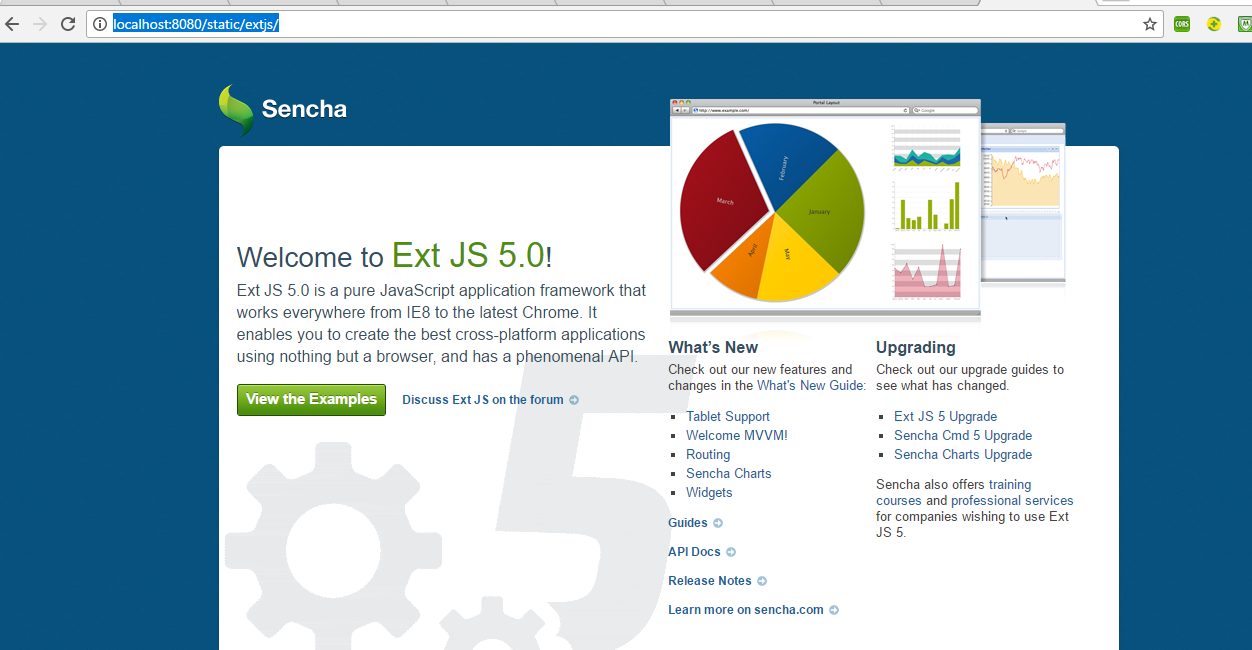 localhost:8080/static/extjs/
CORS
Sencha
Portal Layout
http://www.example.com/
Google
February
March
January
April
May
Welcome to Ext JS 5.0!
Ext JS 5.0 is a pure JavaScript application framework that
works everywhere from IE8 to the latest Chrome. It
enables you to create the best cross-platform applications
using nothing but a browser, and has a phenomenal API.
View the Examples
Discuss Ext JS on the forum
5
What's New
Check out our new features and
changes in the What's New Guide:
Tablet Support
Welcome MVVM!
Routing
Sencha Charts
Widgets
Guides
API Docs
Release Notes
Learn more on sencha.com
Upgrading
Check out our upgrade guides to
see what has changed.
Ext JS 5 Upgrade
Sencha Cmd 5 Upgrade
Sencha Charts Upgrade
Sencha also offers training
courses and professional services
for companies wishing to use Ext
JS 5.